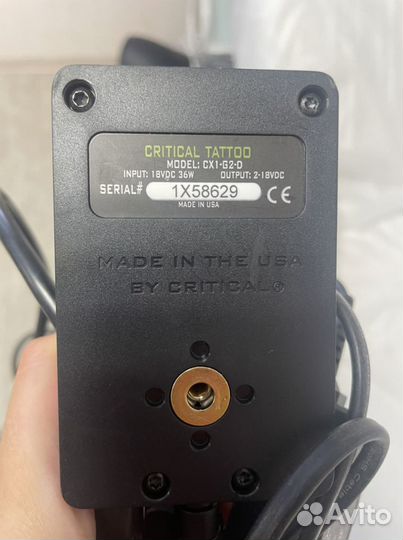 CRITICAL TATTOO
MODEL: CX1-G2-D
INPUT: 18VDC 36W OUTPUT: 2-18VDC
SERIAL# 1X58629 CE
MADE IN USA
MADE IN THE USA
BY CRITICAL®
Avito